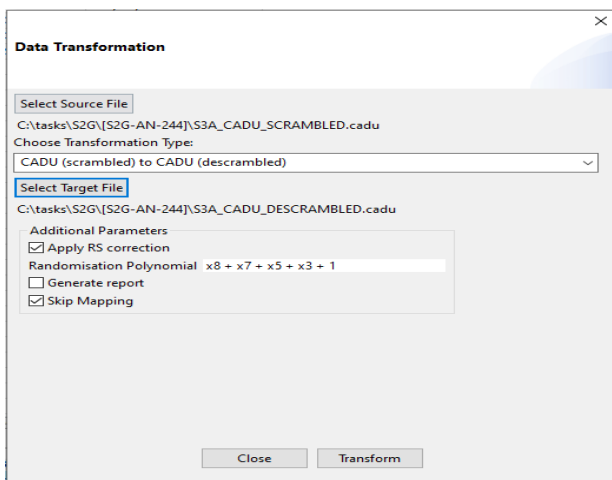 Data Transformation
Select Source File
C:\tasks\S2G\[S2G-AN-244]\S3A_CADU_SCRAMBLED.cadu
Choose Transformation Type:
CADU (scrambled) to CADU (descrambled)
Select Target File
C:\tasks\S2G\[S2G-AN-244]\S3A_CADU_DESCRAMBLED.cadu
Additional Parameters
Apply RS correction
Randomisation Polynomial x8 + x7 + x5 + x3 + 1
Generate report
Skip Mapping
Close Transform